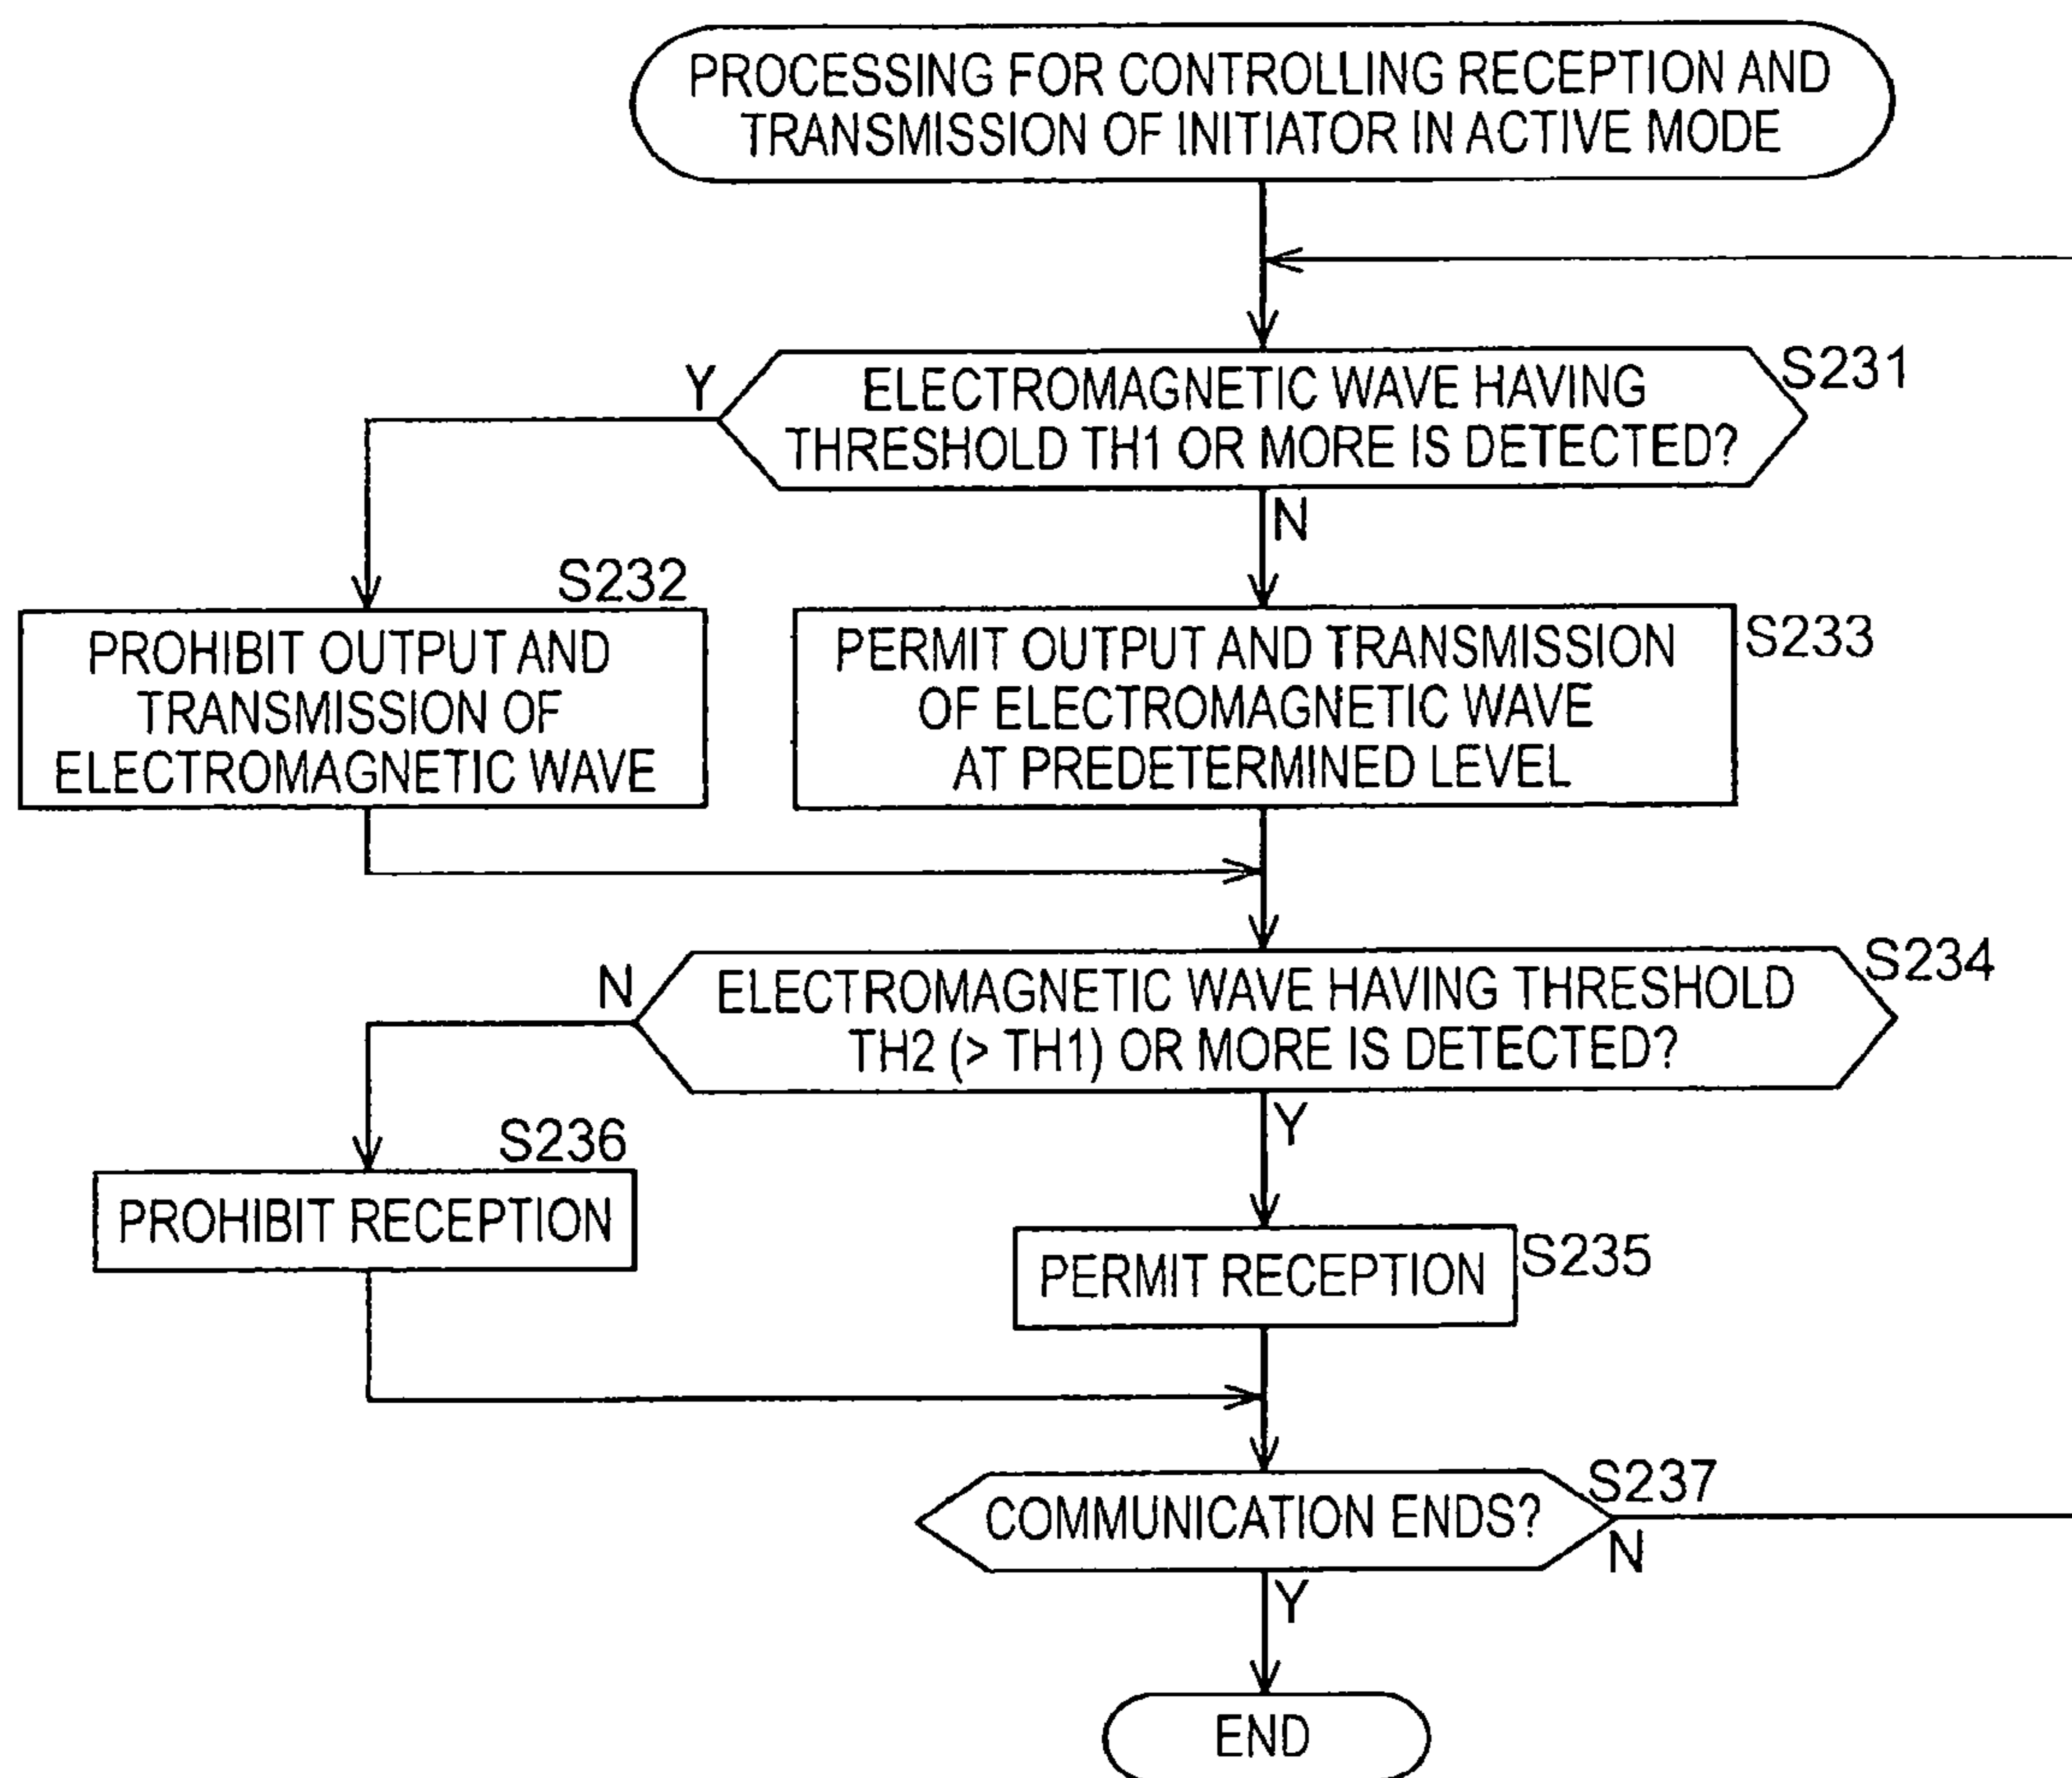 PROCESSING FOR CONTROLLING RECEPTION AND
TRANSMISSION OF INITIATOR IN ACTIVE MODE
Y
ELECTROMAGNETIC WAVE HAVING
THRESHOLD TH1 OR MORE IS DETECTED?
S231
N
S232
PROHIBIT OUTPUT AND
TRANSMISSION OF
ELECTROMAGNETIC WAVE
PERMIT OUTPUT AND TRANSMISSION
OF ELECTROMAGNETIC WAVE
AT PREDETERMINED LEVEL
S233
N
ELECTROMAGNETIC WAVE HAVING THRESHOLD
TH2 (> TH1) OR MORE IS DETECTED?
S234
Y
S236
PROHIBIT RECEPTION
PERMIT RECEPTION
S235
COMMUNICATION ENDS?
S237
N
Y
END